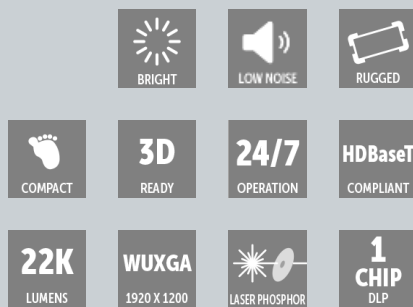 BRIGHT
LOW NOISE
RUGGED
COMPACT
3D
READY
24/7
OPERATION
HDBaseT
COMPLIANT
22K
LUMENS
WUXGA
1920 X 1200
LASER PHOSPHOR
1
CHIP
DLP